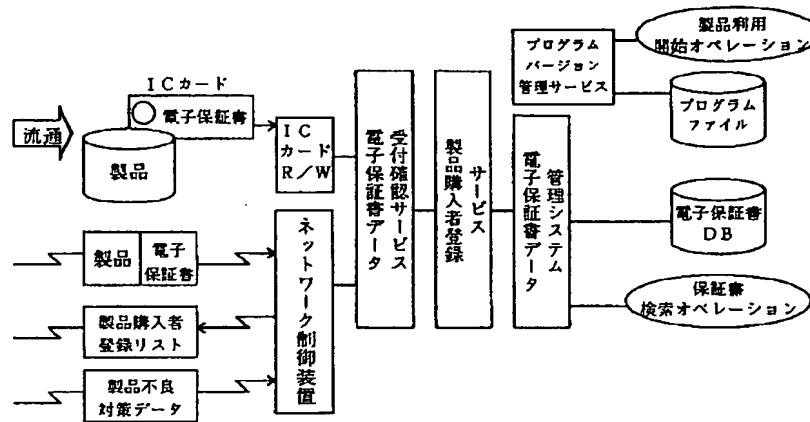 ICカード
電子保証書
流通
製品
IC
カード
R/W
製品
電子
保証書
製品購入者
登録リスト
製品不良
対策データ
ネットワーク制御装置
電子保証書データ
受付確認サービス
製品購入者登録
サービス
電子保証書データ
管理システム
プログラム
バージョン
管理サービス
製品利用
開始オペレーション
プログラム
ファイル
電子保証書
DB
保証書
検索オペレーション